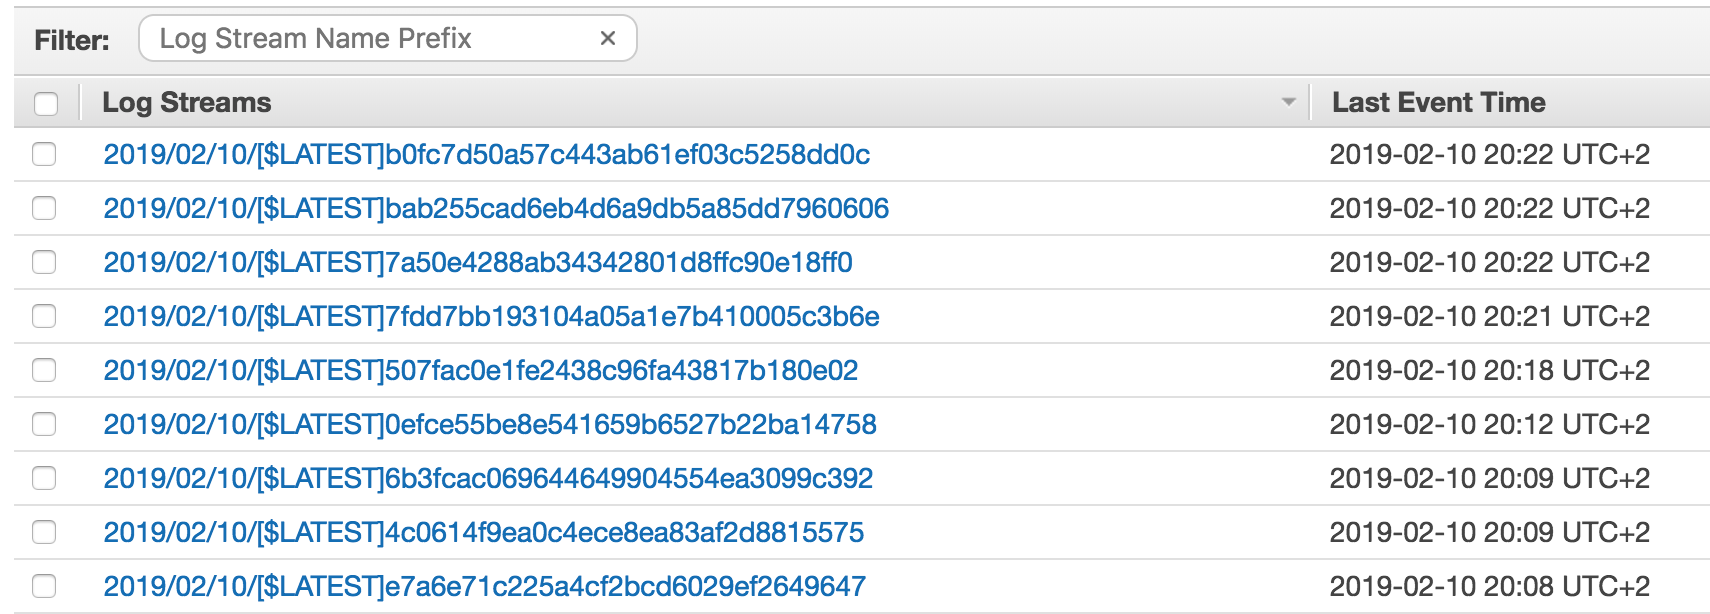 Filter: Log Stream Name Prefix ×
Log Streams Last Event Time
2019/02/10/[$LATEST]b0fc7d50a57c443ab61ef03c5258dd0c 2019-02-10 20:22 UTC+2
2019/02/10/[$LATEST]bab255cad6eb4d6a9db5a85dd7960606 2019-02-10 20:22 UTC+2
2019/02/10/[$LATEST]7a50e4288ab34342801d8ffc90e18ff0 2019-02-10 20:22 UTC+2
2019/02/10/[$LATEST]7fdd7bb193104a05a1e7b410005c3b6e 2019-02-10 20:21 UTC+2
2019/02/10/[$LATEST]507fac0e1fe2438c96fa43817b180e02 2019-02-10 20:18 UTC+2
2019/02/10/[$LATEST]0efce55be8e541659b6527b22ba14758 2019-02-10 20:12 UTC+2
2019/02/10/[$LATEST]6b3fcac069644649904554ea3099c392 2019-02-10 20:09 UTC+2
2019/02/10/[$LATEST]4c0614f9ea0c4ece8ea83af2d8815575 2019-02-10 20:09 UTC+2
2019/02/10/[$LATEST]e7a6e71c225a4cf2bcd6029ef2649647 2019-02-10 20:08 UTC+2